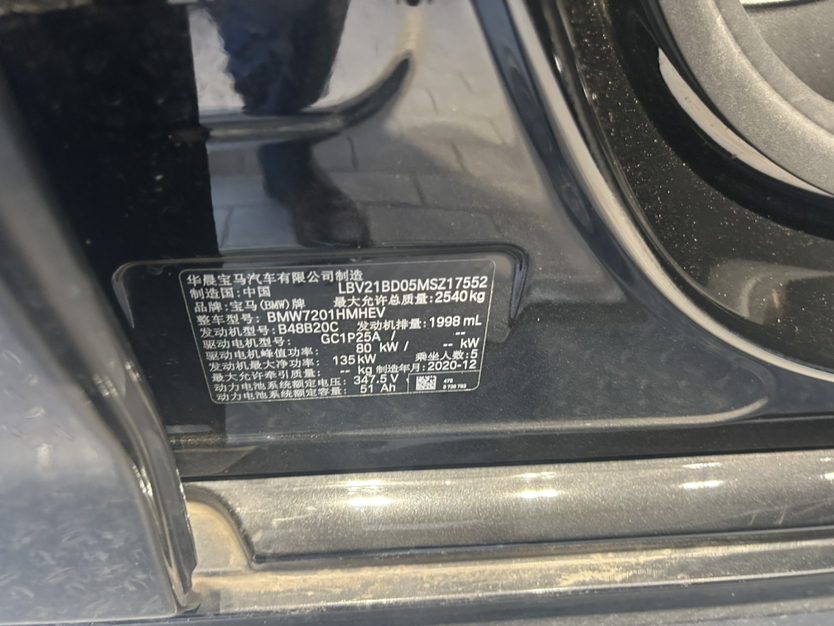 华晨宝马汽车有限公司制造
制造国:中国 LBV21BD05MSZ17552
品牌:宝马(BMW)牌 最大允许总质量:2540kg
整车型号: BMW7201HMHEV
发动机型号:B48B20C 发动机排量:1998 mL
驱动电机型号: GC1P25A / --
驱动电机峰值功率: 80 kW / -- kW
发动机最大净功率: 135kW 乘坐人数:5
最大允许牵引质量: -- kg 制造年月:2020-12
动力电池系统额定电压: 347.5 V
动力电池系统额定容量: 51 Ah